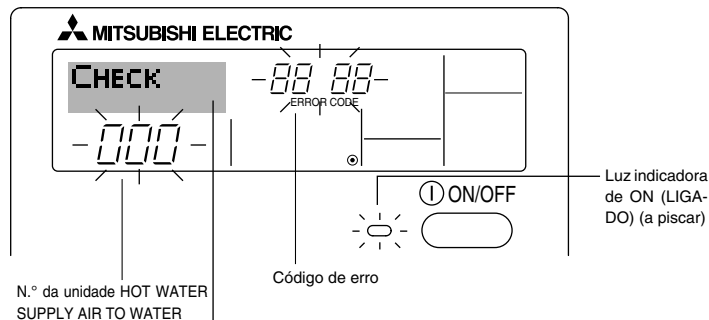 MITSUBISHI ELECTRIC
CHECK
88 88
ERROR CODE
000
ON/OFF
Luz indicadora
de ON (LIGA-
DO) (a piscar)
Código de erro
N.° da unidade HOT WATER
SUPPLY AIR TO WATER